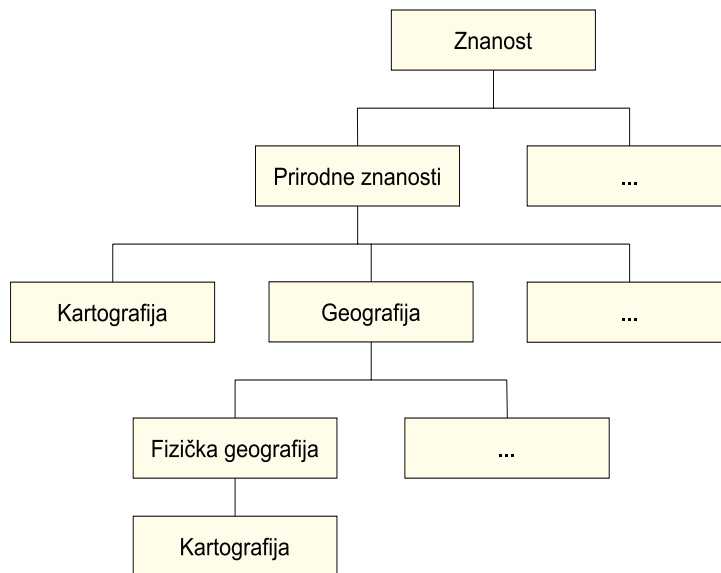 Znanost
Prirodne znanosti
...
Kartografija
Geografija
...
Fizička geografija
...
Kartografija